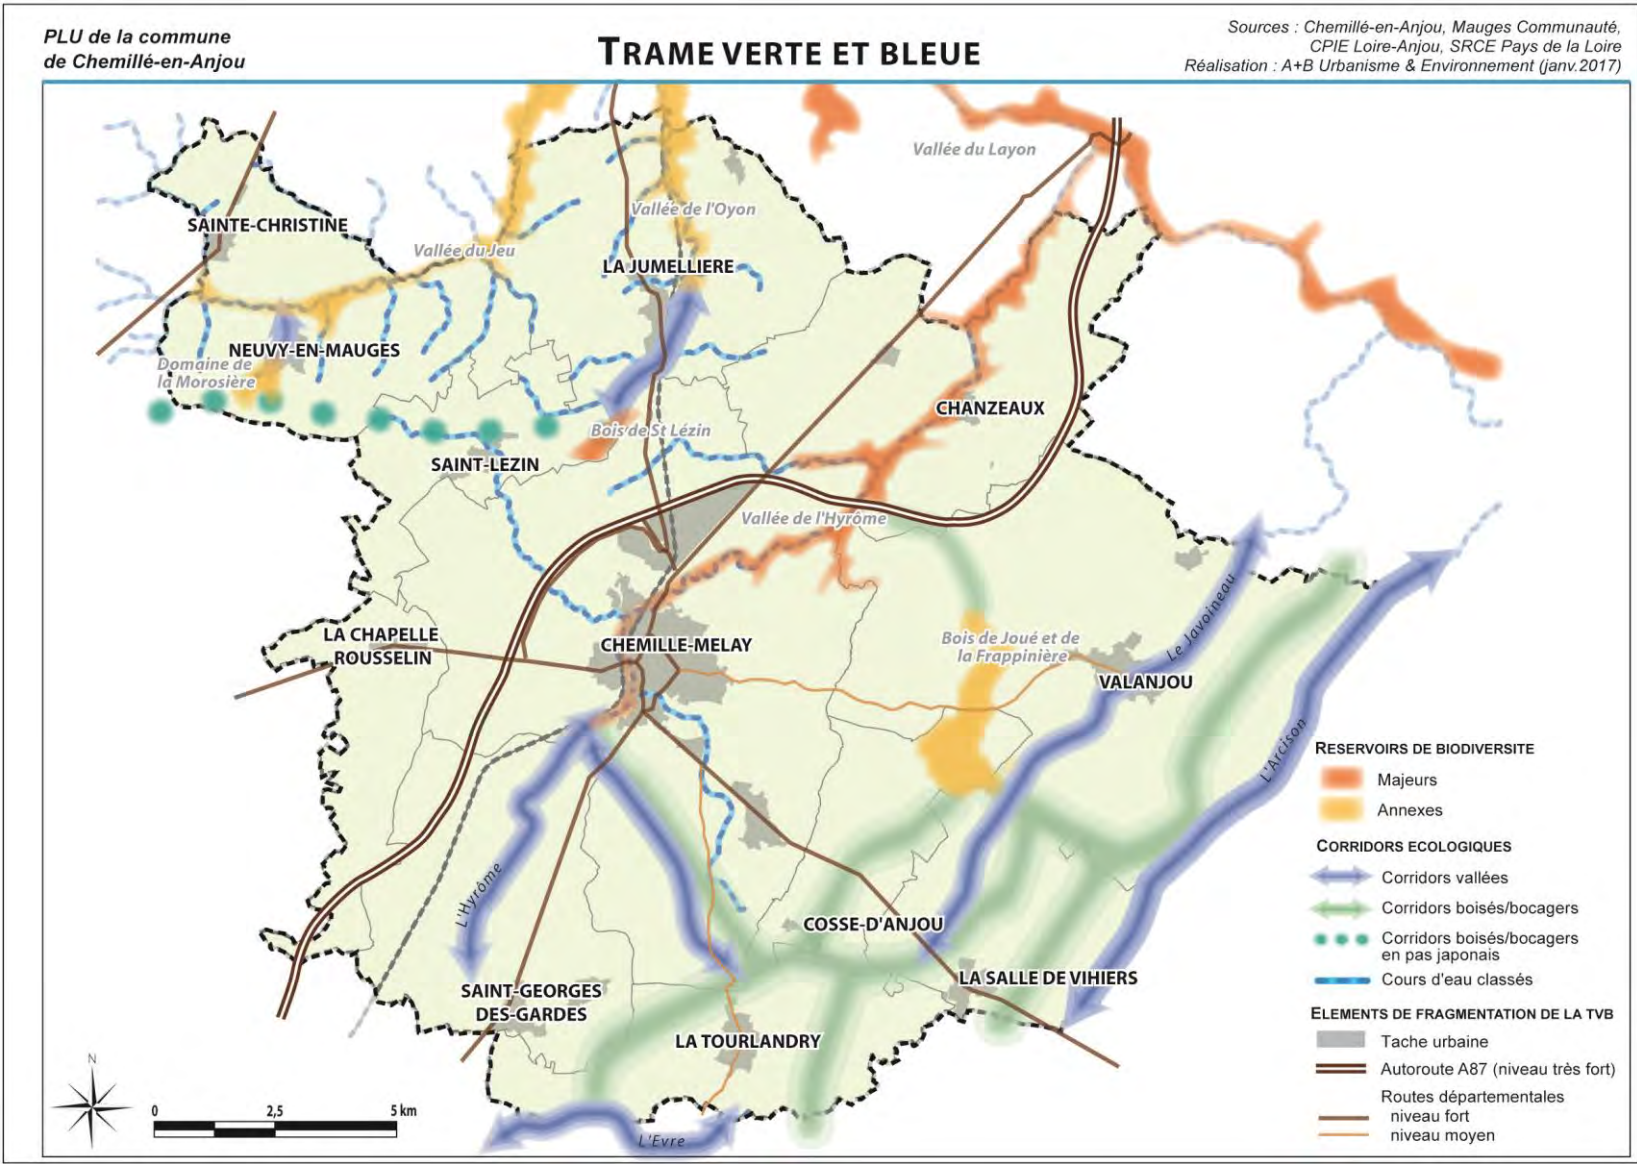 PLU de la commune
de Chemillé-en-Anjou
TRAME VERTE ET BLEUE
Sources : Chemillé-en-Anjou, Mauges Communauté,
CPIE Loire-Anjou, SRCE Pays de la Loire
Réalisation : A+B Urbanisme & Environnement (janv.2017)
Vallée du Layon
Vallée de l'Oyon
SAINTE-CHRISTINE
Vallée du Jeu
LA JUMELLIERE
NEUVY-EN-MAUGES
Domaine de
la Morosière
CHANZEAUX
Bois de St Lézin
SAINT-LEZIN
Vallée de l'Hyrôme
LA CHAPELLE
ROUSSELIN
CHEMILLE-MELAY
Bois de Joué et de
la Frappinière
Le Javoineau
VALANJOU
L'Arcison
L'Hyrôme
COSSE-D'ANJOU
LA SALLE DE VIHIERS
SAINT-GEORGES
DES-GARDES
LA TOURLANDRY
L'Evre
RESERVOIRS DE BIODIVERSITE
Majeurs
Annexes
CORRIDORS ECOLOGIQUES
Corridors vallées
Corridors boisés/bocagers
Corridors boisés/bocagers
en pas japonais
Cours d'eau classés
ELEMENTS DE FRAGMENTATION DE LA TVB
Tache urbaine
Autoroute A87 (niveau très fort)
Routes départementales
niveau fort
niveau moyen
N
0 2,5 5 km